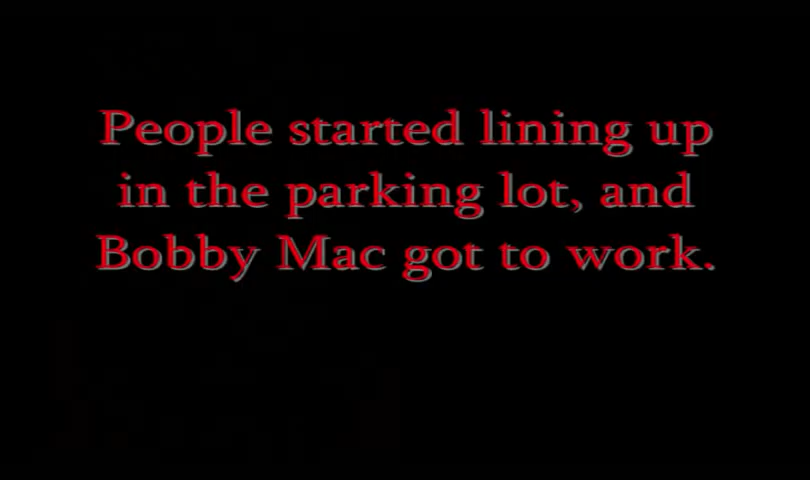 People started lining up
in the parking lot, and
Bobby Mac got to work.